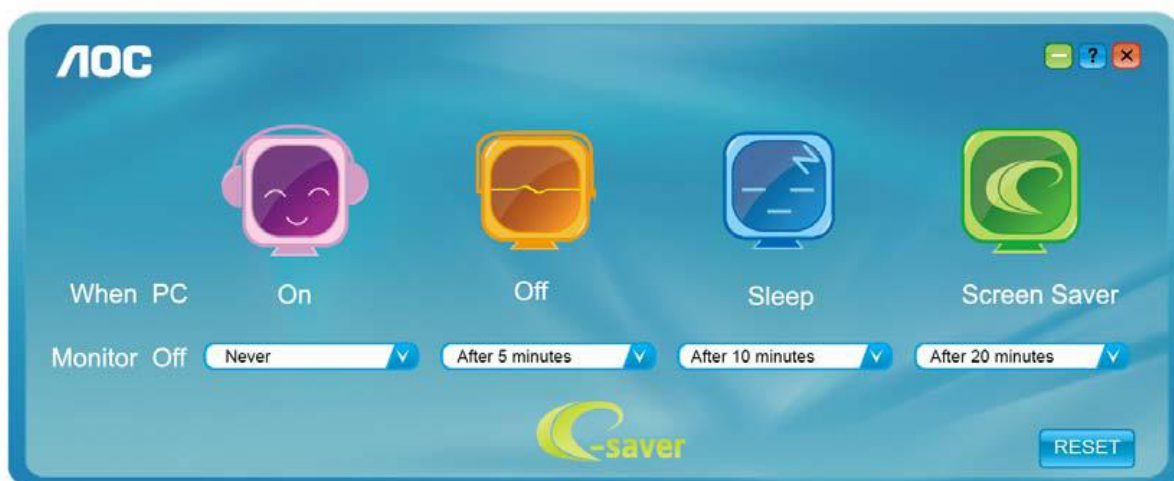 AOC
?
When PC On Off Sleep Screen Saver
Monitor Off Never After 5 minutes After 10 minutes After 20 minutes
e-saver
RESET